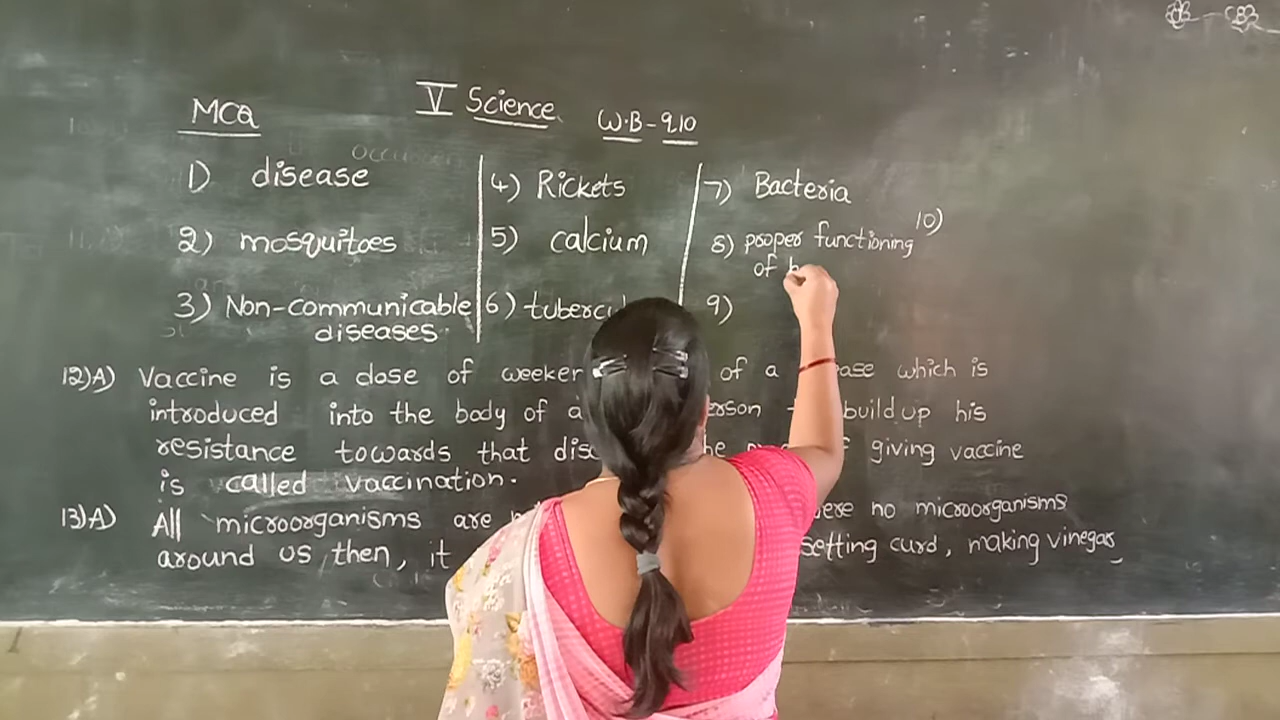 V Science
W.B-9,10
MCQ
1) disease
2) mosquitoes
3) Non-communicable
diseases
4) Rickets
5) calcium
6)
7) Bacteria
8) proper functioning
of
9)
10)
12)A) Vaccine is a dose of weeker of a which is
introduced into the body of a build up his
resistance towards that giving vaccine
is called vaccination.
13)A) All microorganisms are no microorganisms
around us, then, it setting curd, making vinegar,